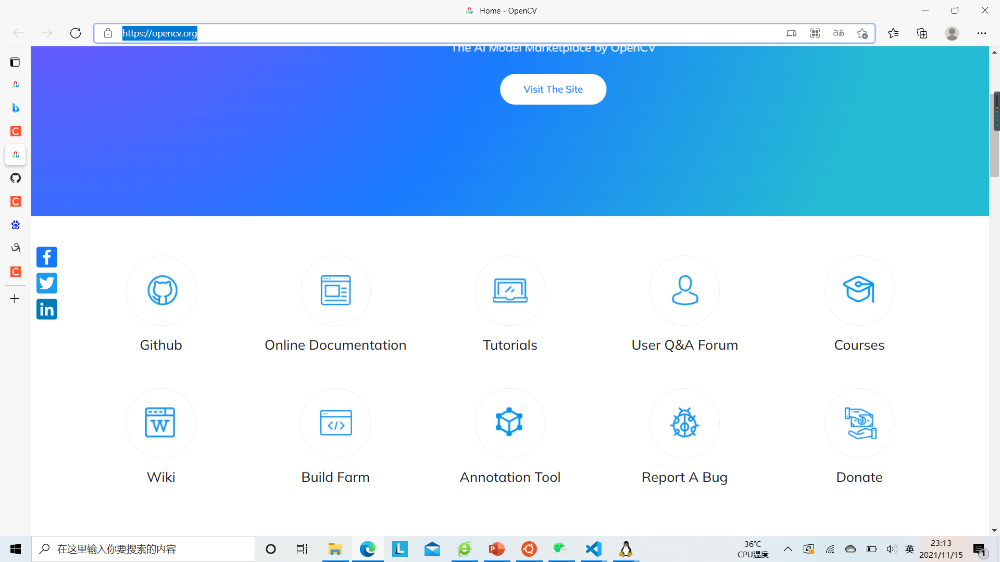 Home - OpenCV
https://opencv.org
The AI Model Marketplace by OpenCV
Visit The Site
Github
Online Documentation
Tutorials
User Q&A Forum
Courses
Wiki
Build Farm
Annotation Tool
Report A Bug
Donate
在这里输入你要搜索的内容
36℃
CPU温度
英
23:13
2021/11/15
1